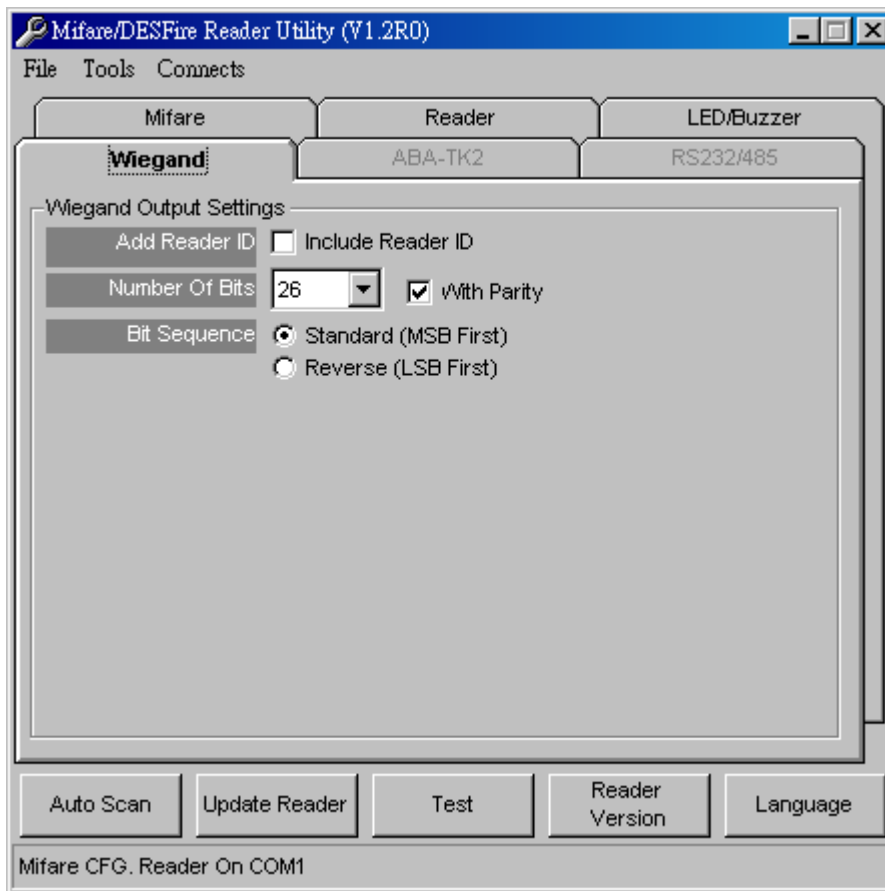 Mifare/DESFire Reader Utility (V1.2R0)
File Tools Connects
Mifare Reader LED/Buzzer
Wiegand ABA-TK2 RS232/485
Wiegand Output Settings
Add Reader ID Include Reader ID
Number Of Bits 26 With Parity
Bit Sequence Standard (MSB First)
Reverse (LSB First)
Auto Scan Update Reader Test Reader Version Language
Mifare CFG. Reader On COM1